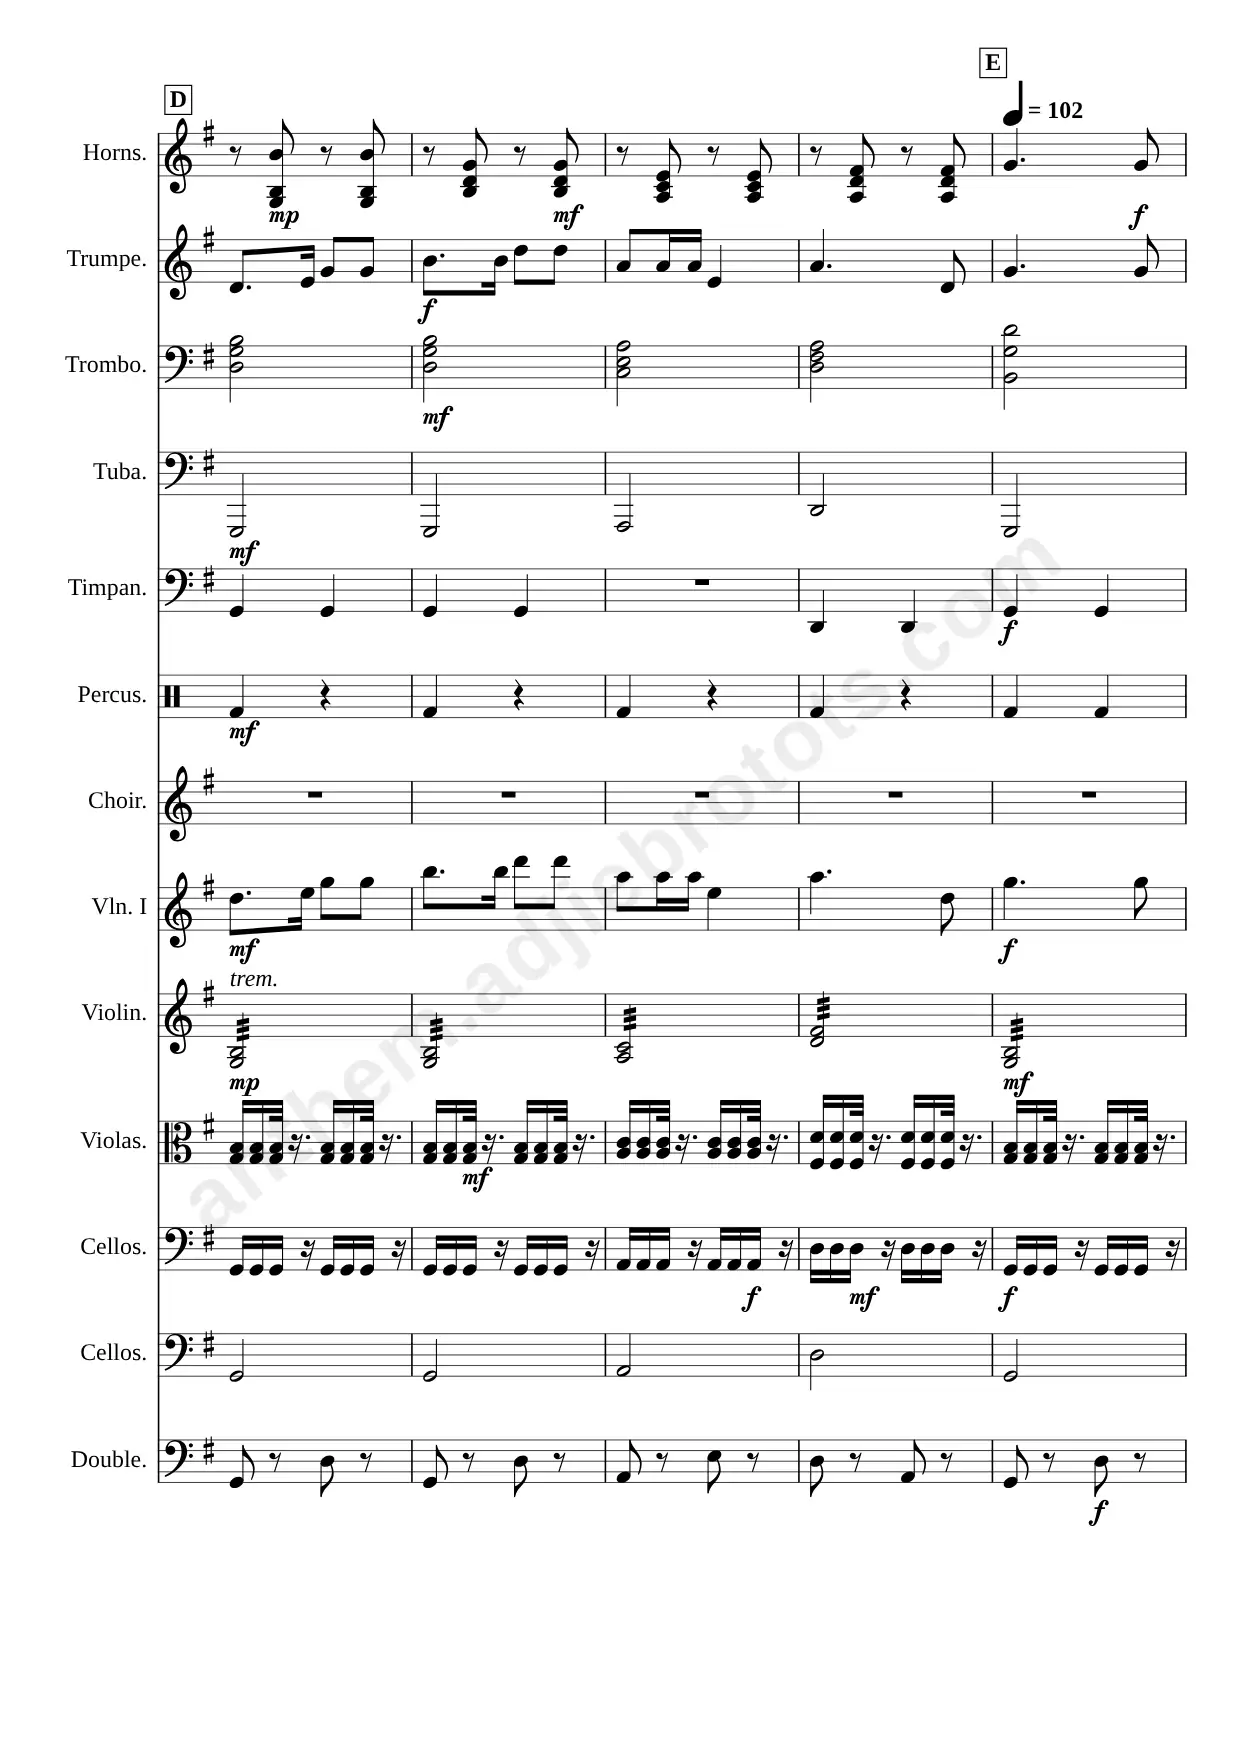 E
D
= 102
Horns.
mp
mf
f
Trumpe.
f
Trombo.
mf
Tuba.
mf
Timpan.
f
Percus.
mf
Choir.
Vln. I
mf
f
trem.
Violin.
mp
mf
Violas.
mf
Cellos.
f
mf
f
Cellos.
Double.
f
anthem.adjiebrotots.com